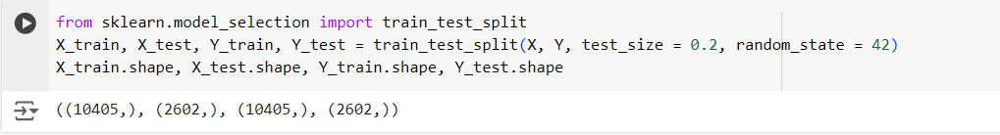 from sklearn.model_selection import train_test_split
X_train, X_test, Y_train, Y_test = train_test_split(X, Y, test_size = 0.2, random_state = 42)
X_train.shape, X_test.shape, Y_train.shape, Y_test.shape
((10405,), (2602,), (10405,), (2602,))